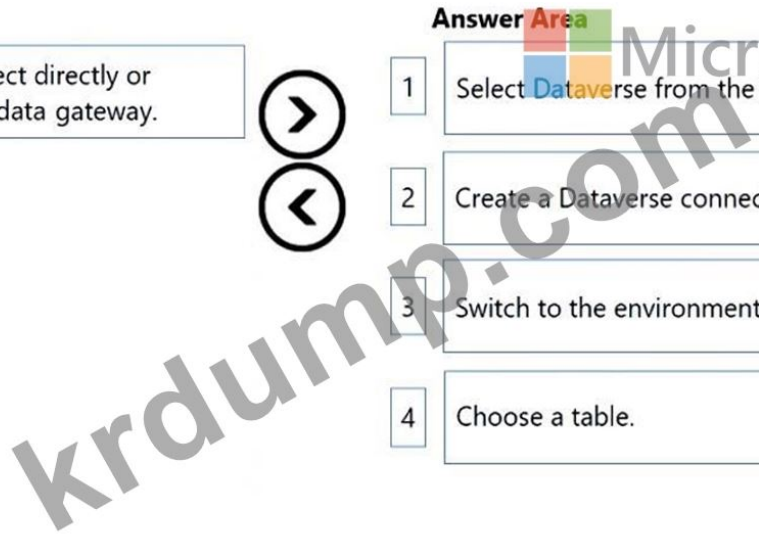 Answer Area
Micr
ect directly or
data gateway.
1 Select Dataverse from the
2 Create a Dataverse connec
3 Switch to the environment
4 Choose a table.
krdump.com